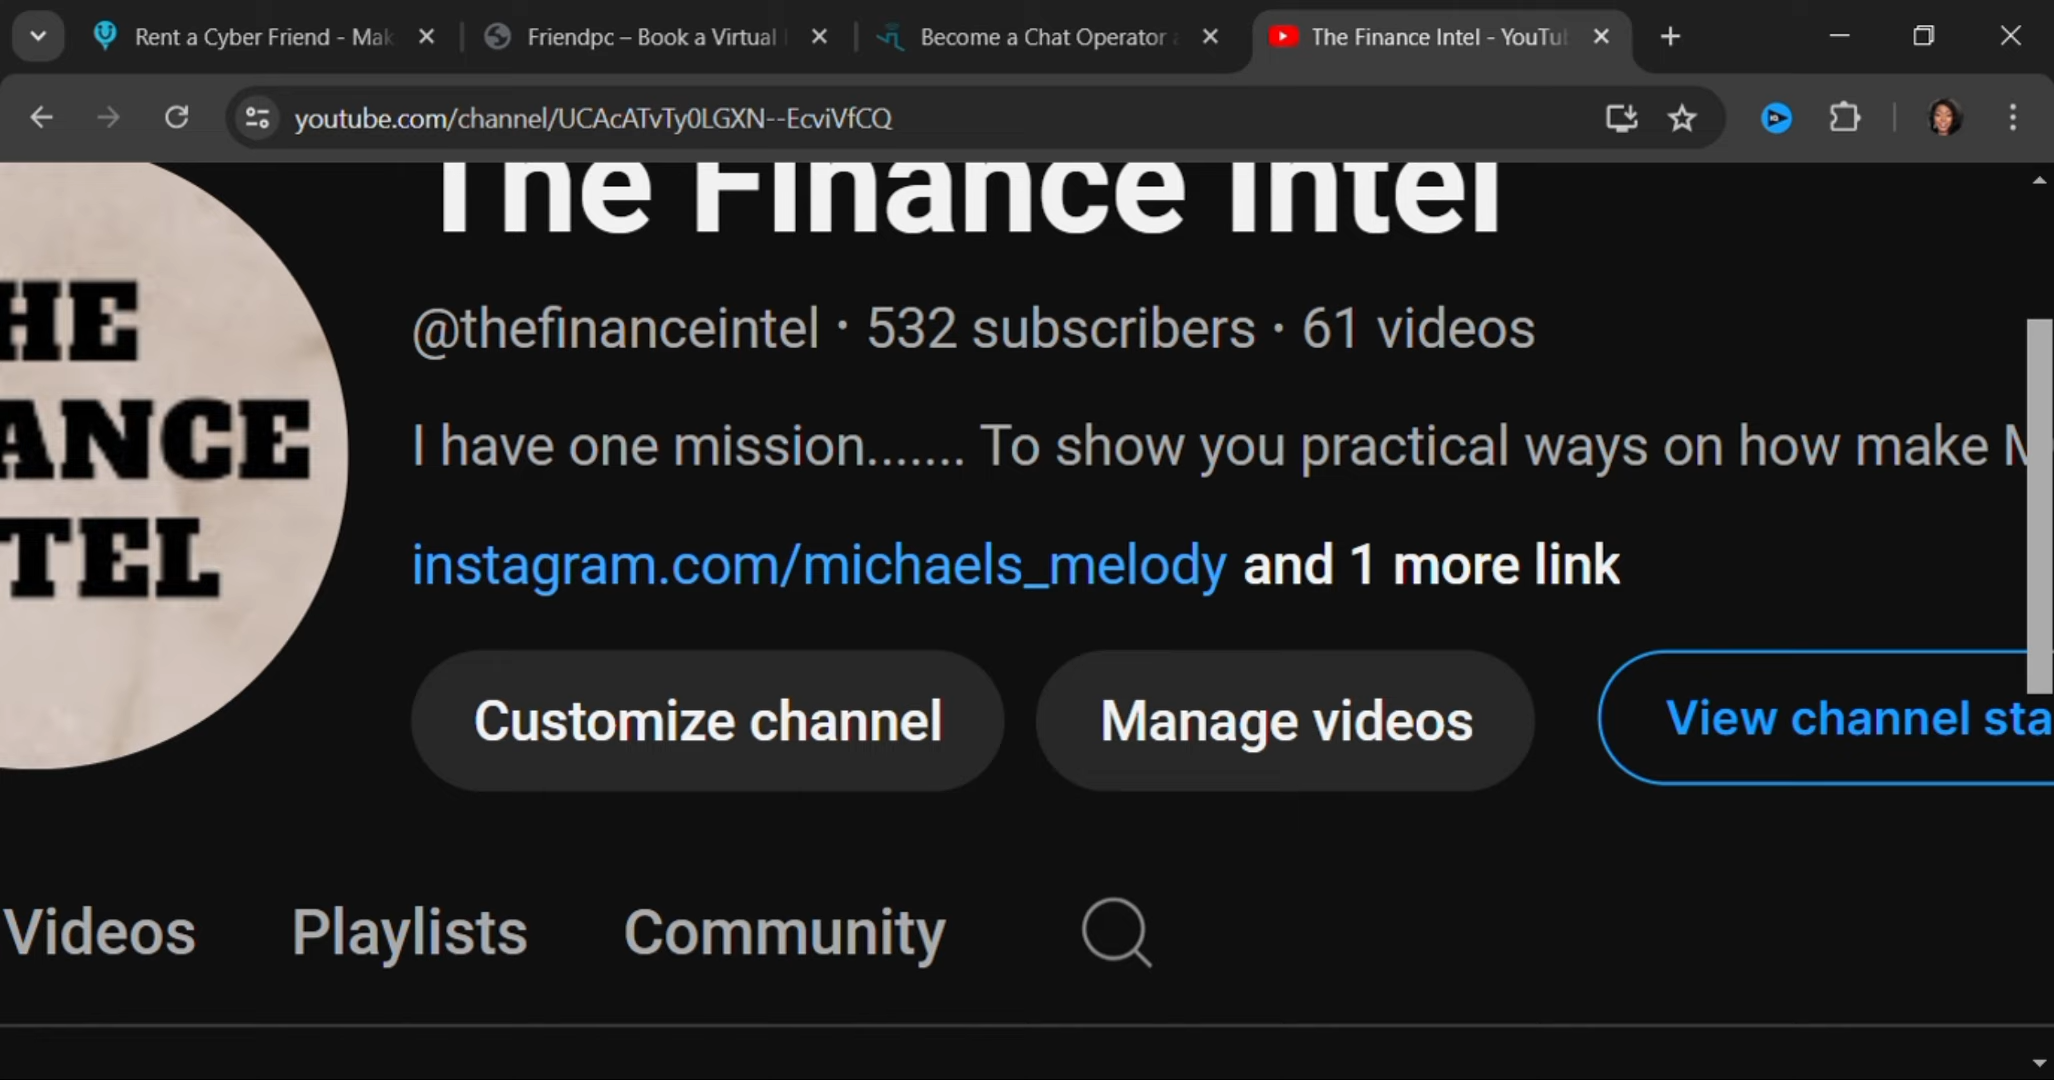 Rent a Cyber Friend - Mak
Friendpc – Book a Virtual
Become a Chat Operator
The Finance Intel - YouTu
youtube.com/channel/UCAcATvTy0LGXN--EcviVfCQ
The Finance Intel
@thefinanceintel · 532 subscribers · 61 videos
I have one mission....... To show you practical ways on how make M
instagram.com/michaels_melody and 1 more link
HE
ANCE
TEL
Customize channel
Manage videos
View channel sta
Videos
Playlists
Community